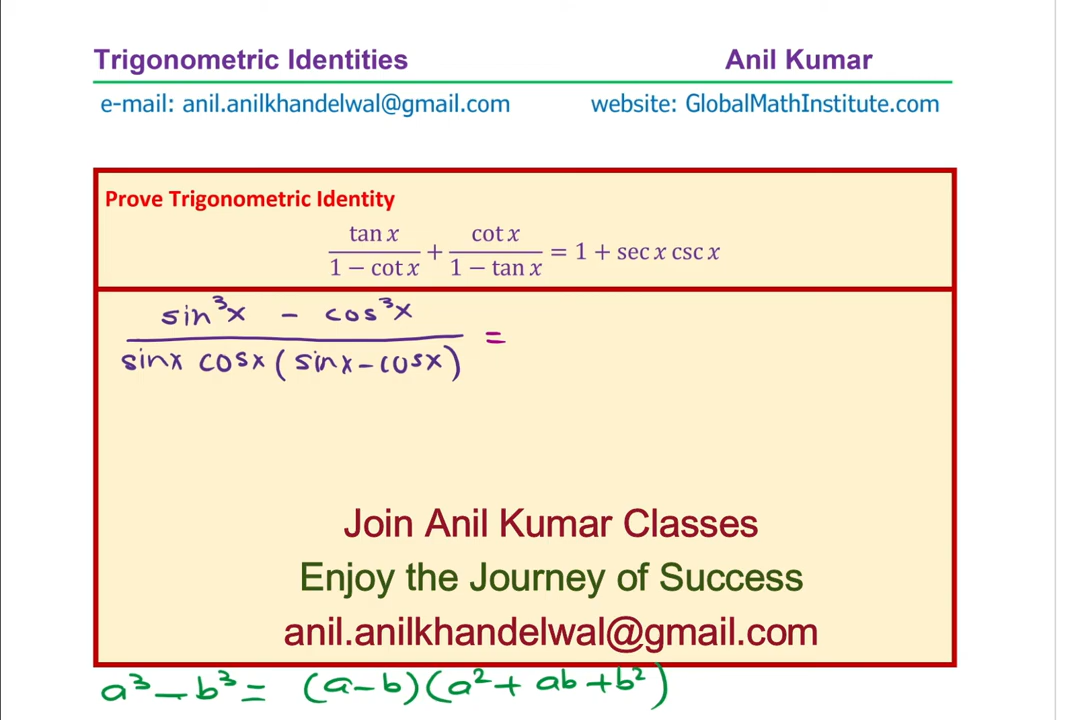 Trigonometric Identities Anil Kumar
e-mail: anil.anilkhandelwal@gmail.com website: GlobalMathInstitute.com
Prove Trigonometric Identity
tan x / (1 − cot x) + cot x / (1 − tan x) = 1 + sec x csc x
sin³x - cos³x / sinx cosx ( sinx - cosx ) =
Join Anil Kumar Classes
Enjoy the Journey of Success
anil.anilkhandelwal@gmail.com
a³ - b³ = (a - b) (a² + ab + b²)